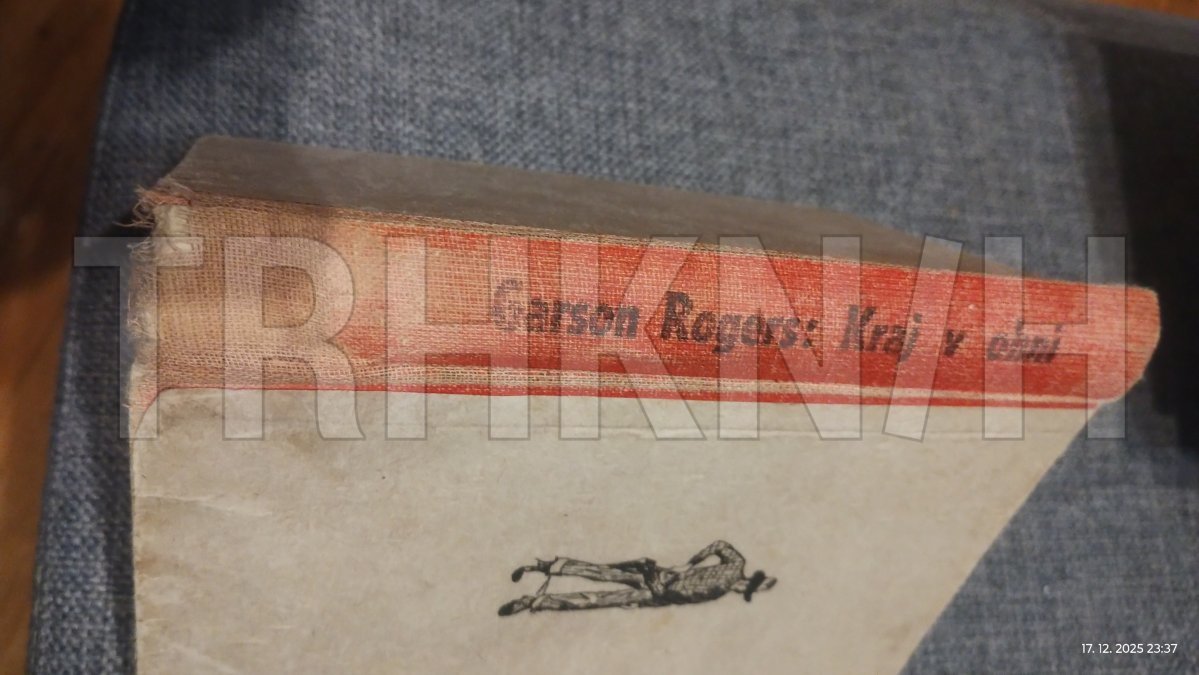 Garson Rogers: Kraj v ohni
TRHKNIH
17. 12. 2025 23:37